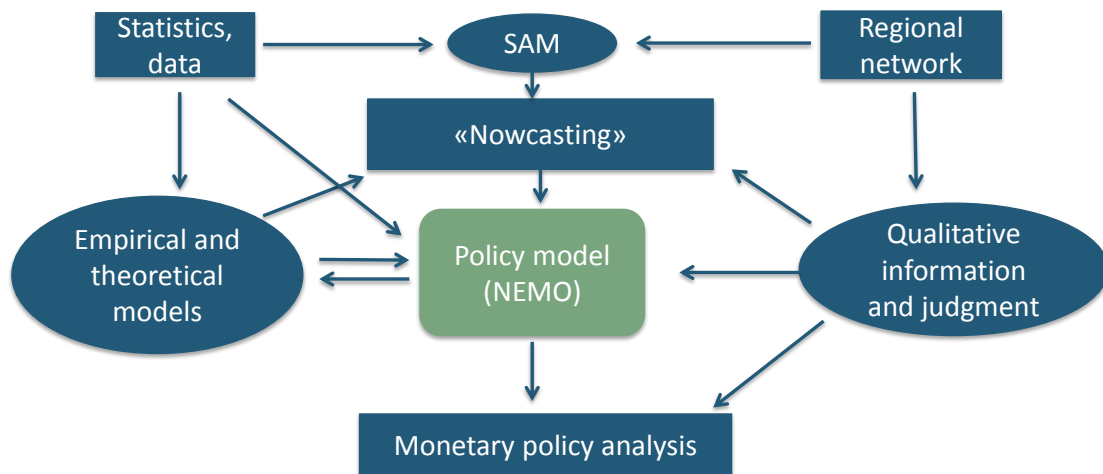 Statistics,
data
SAM
Regional
network
«Nowcasting»
Empirical and
theoretical
models
Policy model
(NEMO)
Qualitative
information
and judgment
Monetary policy analysis